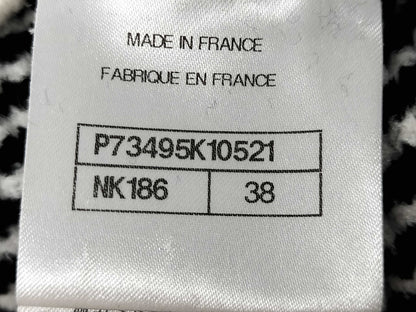 MADE IN FRANCE
FABRIQUE EN FRANCE
P73495K10521
NK186 38